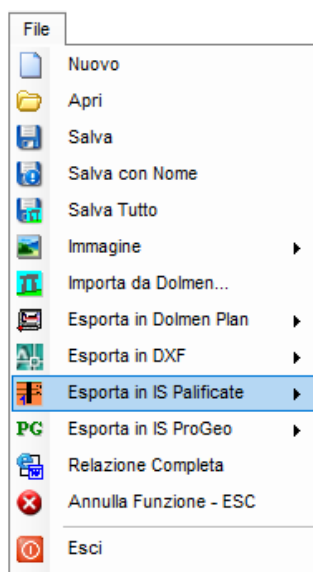 File
Nuovo
Apri
Salva
Salva con Nome
Salva Tutto
Immagine
Importa da Dolmen...
Esporta in Dolmen Plan
Esporta in DXF
Esporta in IS Palificate
PG Esporta in IS ProGeo
Relazione Completa
Annulla Funzione - ESC
Esci